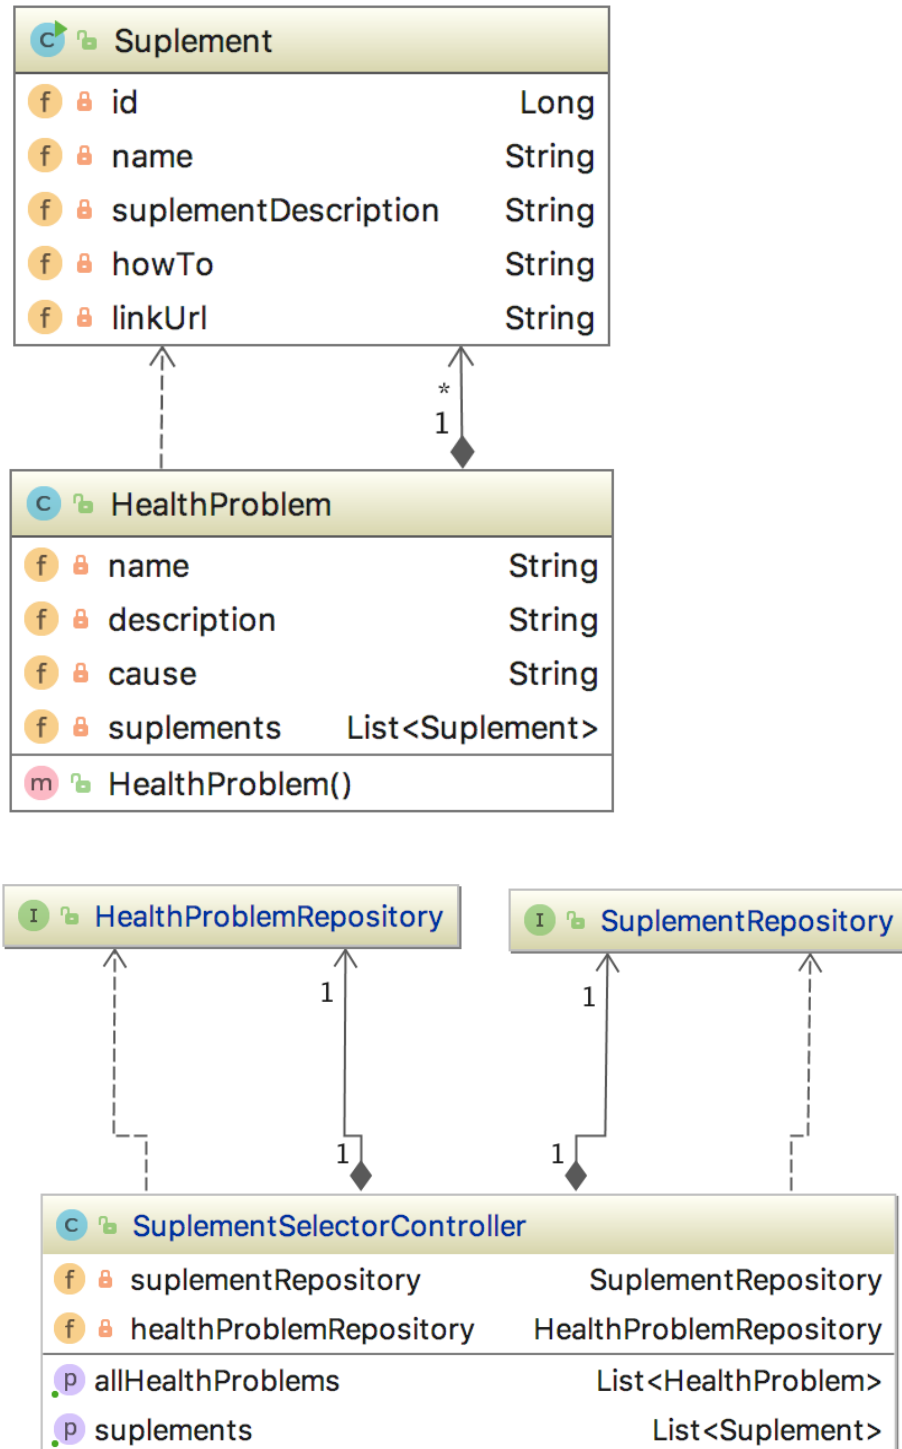 Suplement
id Long
name String
suplementDescription String
howTo String
linkUrl String
*
1
HealthProblem
name String
description String
cause String
suplements List<Suplement>
HealthProblem()
HealthProblemRepository
SuplementRepository
1 1
1 1
SuplementSelectorController
suplementRepository SuplementRepository
healthProblemRepository HealthProblemRepository
allHealthProblems List<HealthProblem>
suplements List<Suplement>